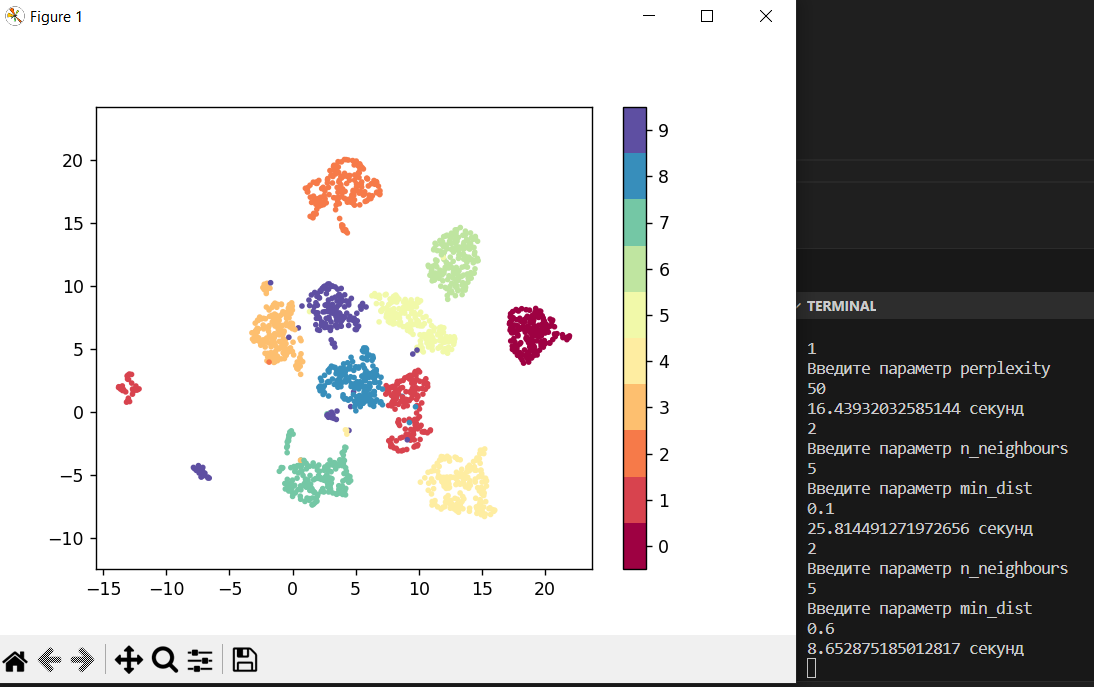 Figure 1
20
15
10
5
0
−5
−10
−15 −10 −5 0 5 10 15 20
9
8
7
6
5
4
3
2
1
0
TERMINAL
1
Введите параметр perplexity
50
16.43932032585144 секунд
2
Введите параметр n_neighbours
5
Введите параметр min_dist
0.1
25.814491271972656 секунд
2
Введите параметр n_neighbours
5
Введите параметр min_dist
0.6
8.652875185012817 секунд